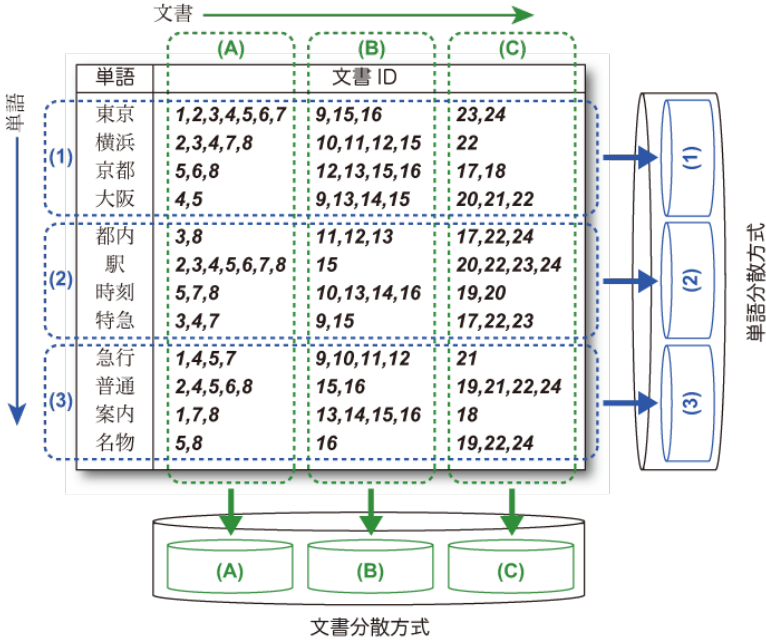 文書
(A) (B) (C)
単語 文書 ID
単語
(1)
東京 1,2,3,4,5,6,7 9,15,16 23,24
横浜 2,3,4,7,8 10,11,12,15 22
京都 5,6,8 12,13,15,16 17,18
大阪 4,5 9,13,14,15 20,21,22
(1)
(2)
都内 3,8 11,12,13 17,22,24
駅 2,3,4,5,6,7,8 15 20,22,23,24
時刻 5,7,8 10,13,14,16 19,20
特急 3,4,7 9,15 17,22,23
(2)
(3)
急行 1,4,5,7 9,10,11,12 21
普通 2,4,5,6,8 15,16 19,21,22,24
案内 1,7,8 13,14,15,16 18
名物 5,8 16 19,22,24
(3)
単語分散方式
(A) (B) (C)
文書分散方式